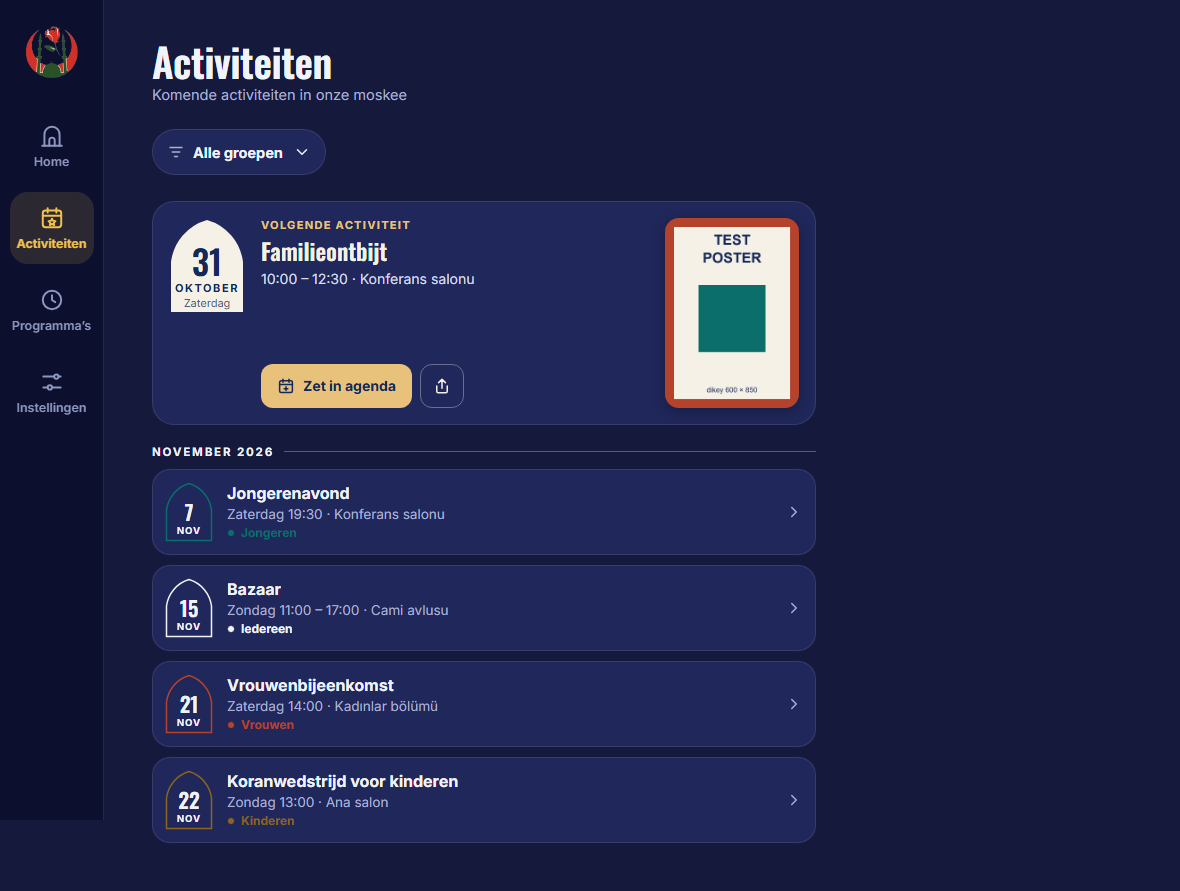 Activiteiten
Komende activiteiten in onze moskee
Home
Activiteiten
Programma's
Instellingen
Alle groepen
31
OKTOBER
Zaterdag
VOLGENDE ACTIVITEIT
Familieontbijt
10:00 – 12:30 · Konferans salonu
Zet in agenda
TEST
POSTER
dikey 600 × 850
NOVEMBER 2026
7
NOV
Jongerenavond
Zaterdag 19:30 · Konferans salonu
• Jongeren
15
NOV
Bazaar
Zondag 11:00 – 17:00 · Cami avlusu
• Iedereen
21
NOV
Vrouwenbijeenkomst
Zaterdag 14:00 · Kadınlar bölümü
• Vrouwen
22
NOV
Koranwedstrijd voor kinderen
Zondag 13:00 · Ana salon
• Kinderen